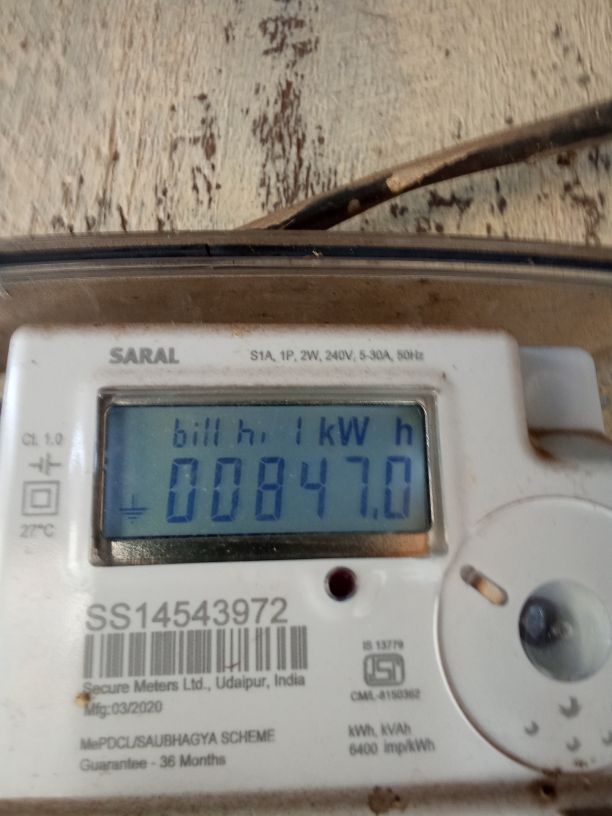 SARAL
S1A, 1P, 2W, 240V, 5-30A, 50Hz
bill hi 1 kW h
00847.0
CL 1.0
27°C
SS14543972
Secure Meters Ltd., Udaipur, India
Mfg:03/2020
MePDCL/SAUBHAGYA SCHEME
Guarantee - 36 Months
IS 13779
ISI
CM/L-8150362
kWh, kVAh
6400 imp/kWh